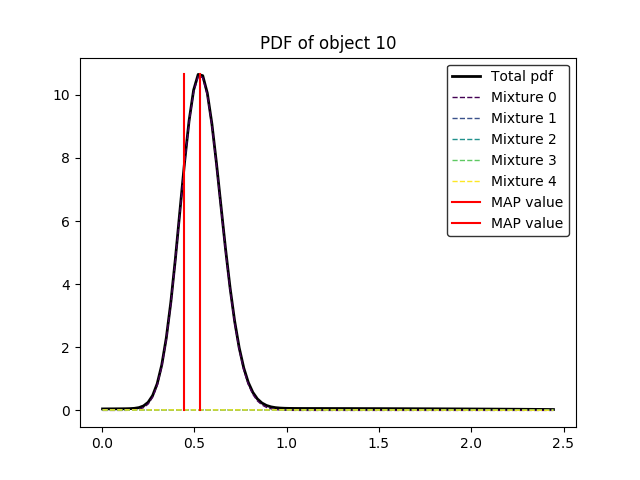 PDF of object 10
Total pdf
Mixture 0
Mixture 1
Mixture 2
Mixture 3
Mixture 4
MAP value
MAP value
10
8
6
4
2
0
0.0 0.5 1.0 1.5 2.0 2.5